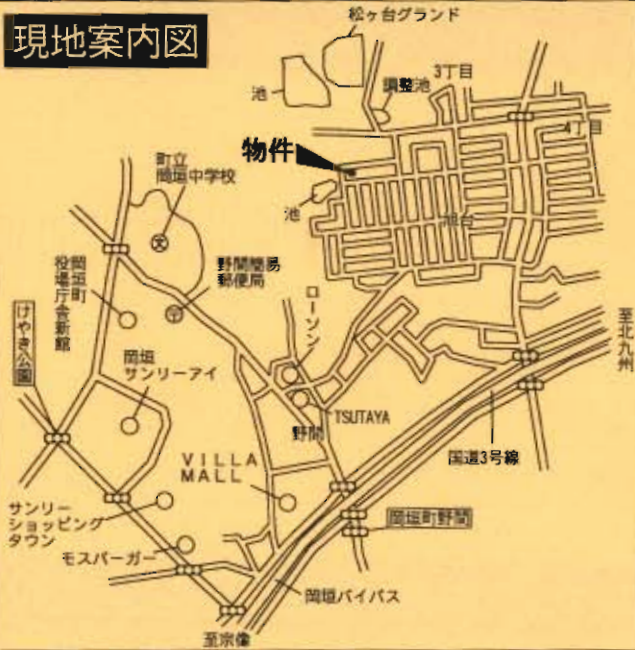 現地案内図
松ヶ台グランド
池
調整池
3丁目
4丁目
物件
町立
岡垣中学校
池
旭台
岡垣町
役場庁舎新館
野間簡易
郵便局
ローソン
至北九州
けやき公園
岡垣
サンリーアイ
TSUTAYA
野間
国道3号線
VILLA
MALL
サンリー
ショッピング
タウン
岡垣町野間
モスバーガー
岡垣バイパス
至宗像